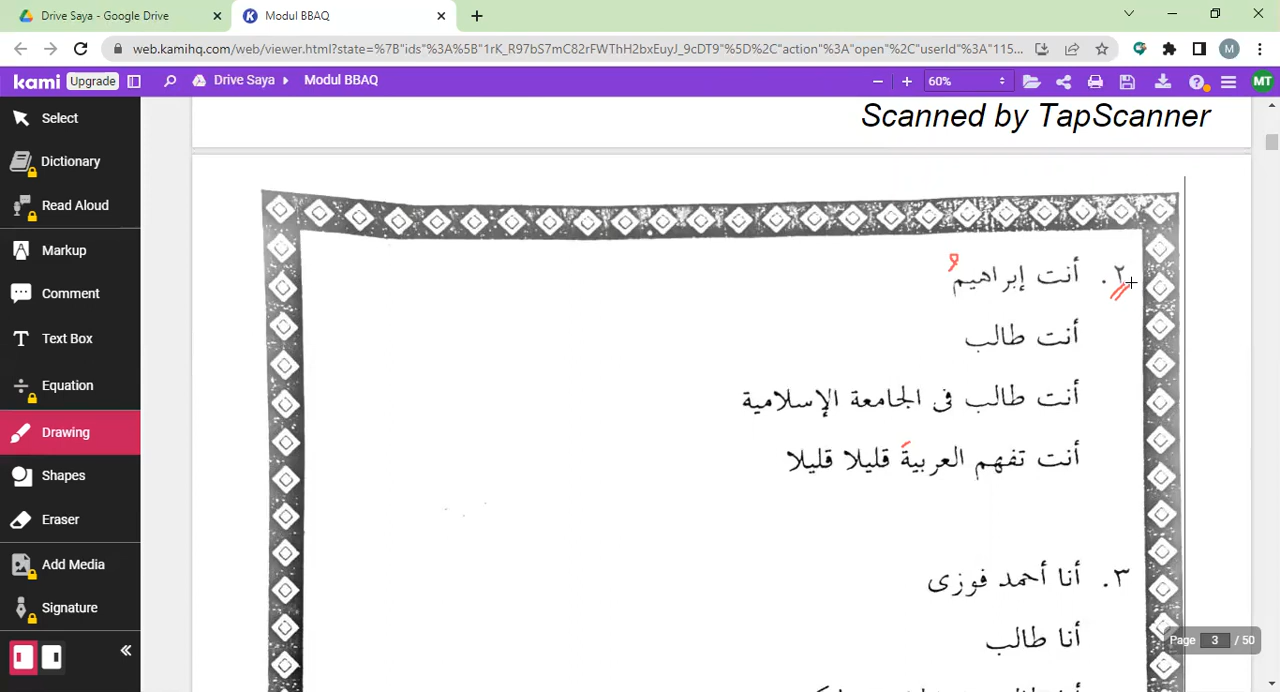 Drive Saya - Google Drive
Modul BBAQ
web.kamihq.com/web/viewer.html?state=%7B"ids"%3A%5B"1rK_R97bS7mC82rFWThH2bxEuyJ_9cDT9"%5D%2C"action"%3A"open"%2C"userId"%3A"115...
M
kami Upgrade Drive Saya Modul BBAQ 60% MT
Select
Dictionary
Read Aloud
Markup
Comment
Text Box
Equation
Drawing
Shapes
Eraser
Add Media
Signature
Scanned by TapScanner
٢. أنت إبراهيم
أنت طالب
أنت طالب فى الجامعة الإسلامية
أنت تفهم العربيةَ قليلا قليلا
٣. أنا أحمد فوزى
أنا طالب
Page 3 / 50